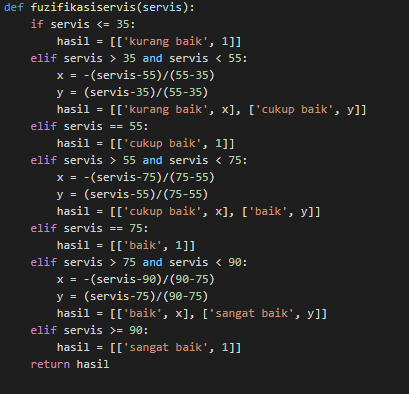 def fuzifikasiservis(servis):
    if servis <= 35:
        hasil = [['kurang baik', 1]]
    elif servis > 35 and servis < 55:
        x = -(servis-55)/(55-35)
        y = (servis-35)/(55-35)
        hasil = [['kurang baik', x], ['cukup baik', y]]
    elif servis == 55:
        hasil = [['cukup baik', 1]]
    elif servis > 55 and servis < 75:
        x = -(servis-75)/(75-55)
        y = (servis-55)/(75-55)
        hasil = [['cukup baik', x], ['baik', y]]
    elif servis == 75:
        hasil = [['baik', 1]]
    elif servis > 75 and servis < 90:
        x = -(servis-90)/(90-75)
        y = (servis-75)/(90-75)
        hasil = [['baik', x], ['sangat baik', y]]
    elif servis >= 90:
        hasil = [['sangat baik', 1]]
    return hasil